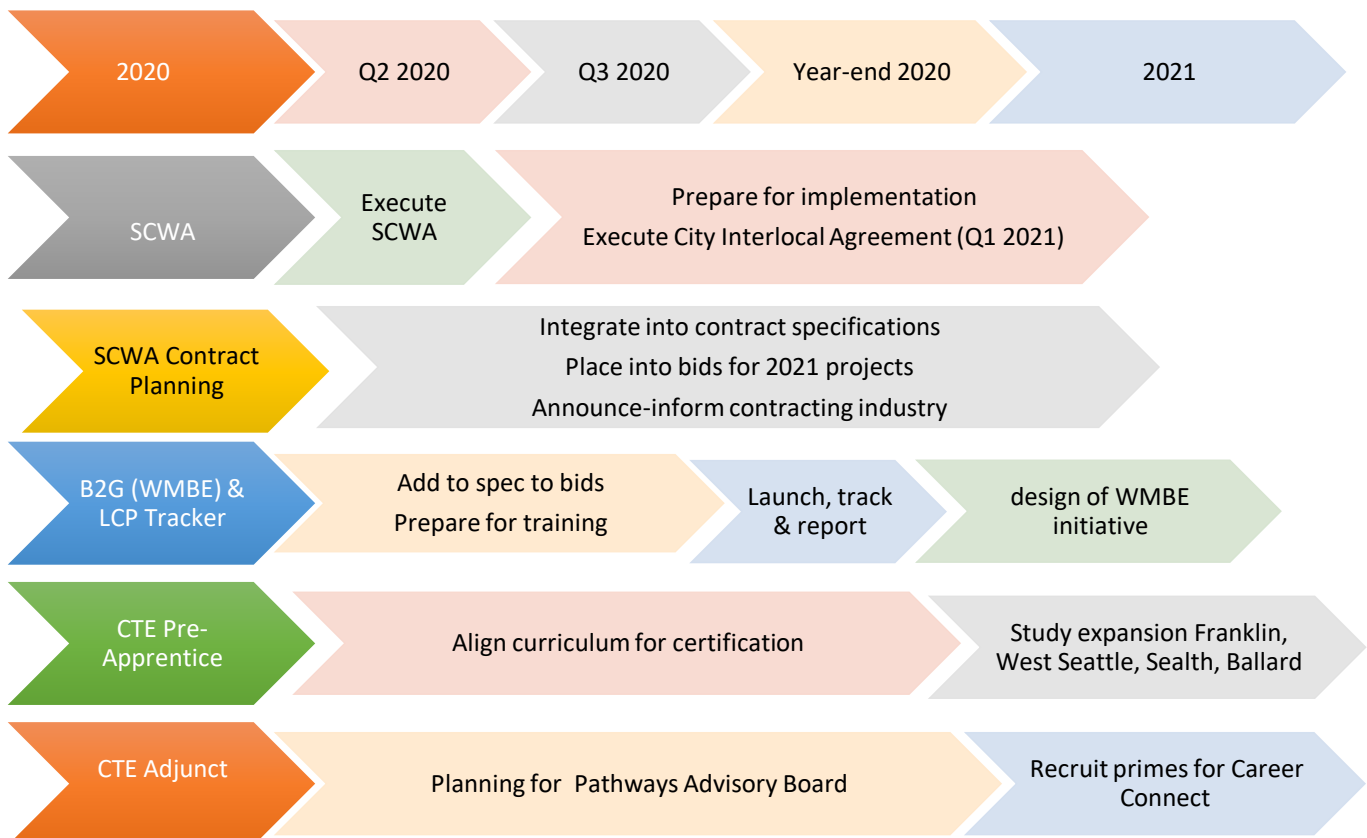 2020
Q2 2020
Q3 2020
Year-end 2020
2021
SCWA
Execute
SCWA
Prepare for implementation
Execute City Interlocal Agreement (Q1 2021)
SCWA Contract
Planning
Integrate into contract specifications
Place into bids for 2021 projects
Announce-inform contracting industry
B2G (WMBE) &
LCP Tracker
Add to spec to bids
Prepare for training
Launch, track
& report
design of WMBE
initiative
CTE Pre-
Apprentice
Align curriculum for certification
Study expansion Franklin,
West Seattle, Sealth, Ballard
CTE Adjunct
Planning for Pathways Advisory Board
Recruit primes for Career
Connect